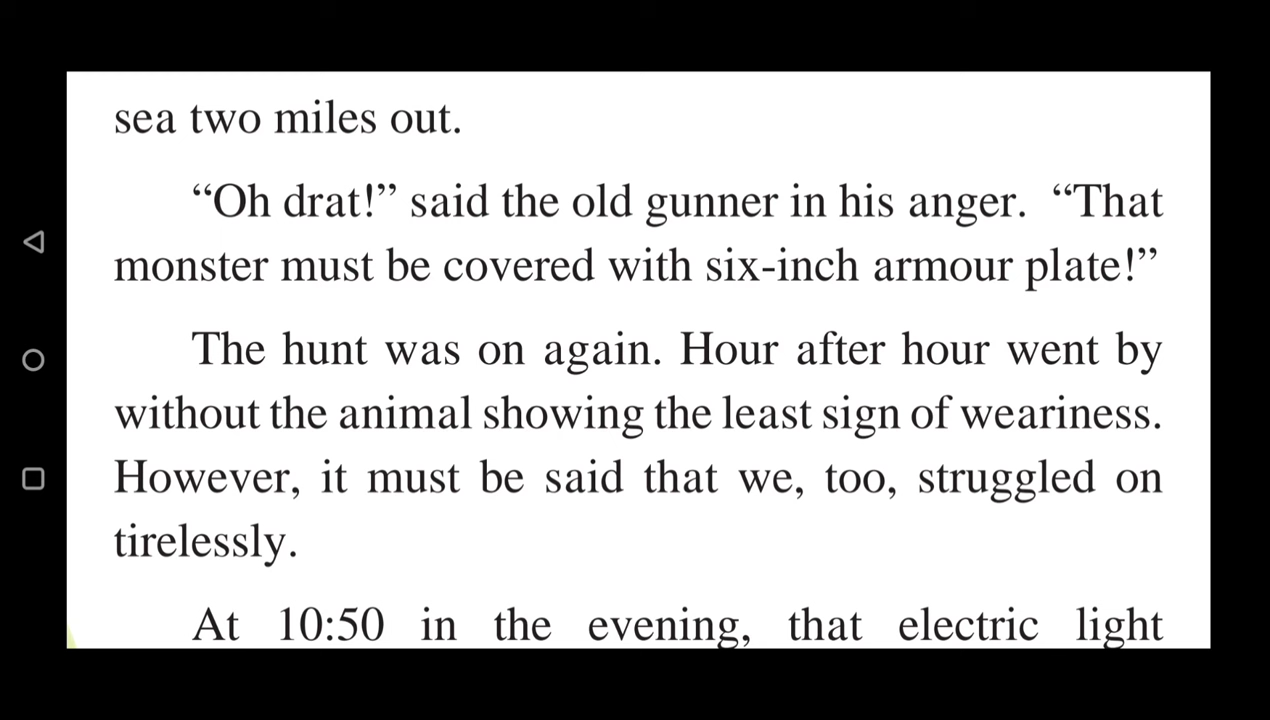 sea two miles out.
“Oh drat!” said the old gunner in his anger. “That
monster must be covered with six-inch armour plate!”
The hunt was on again. Hour after hour went by
without the animal showing the least sign of weariness.
However, it must be said that we, too, struggled on
tirelessly.
At 10:50 in the evening, that electric light